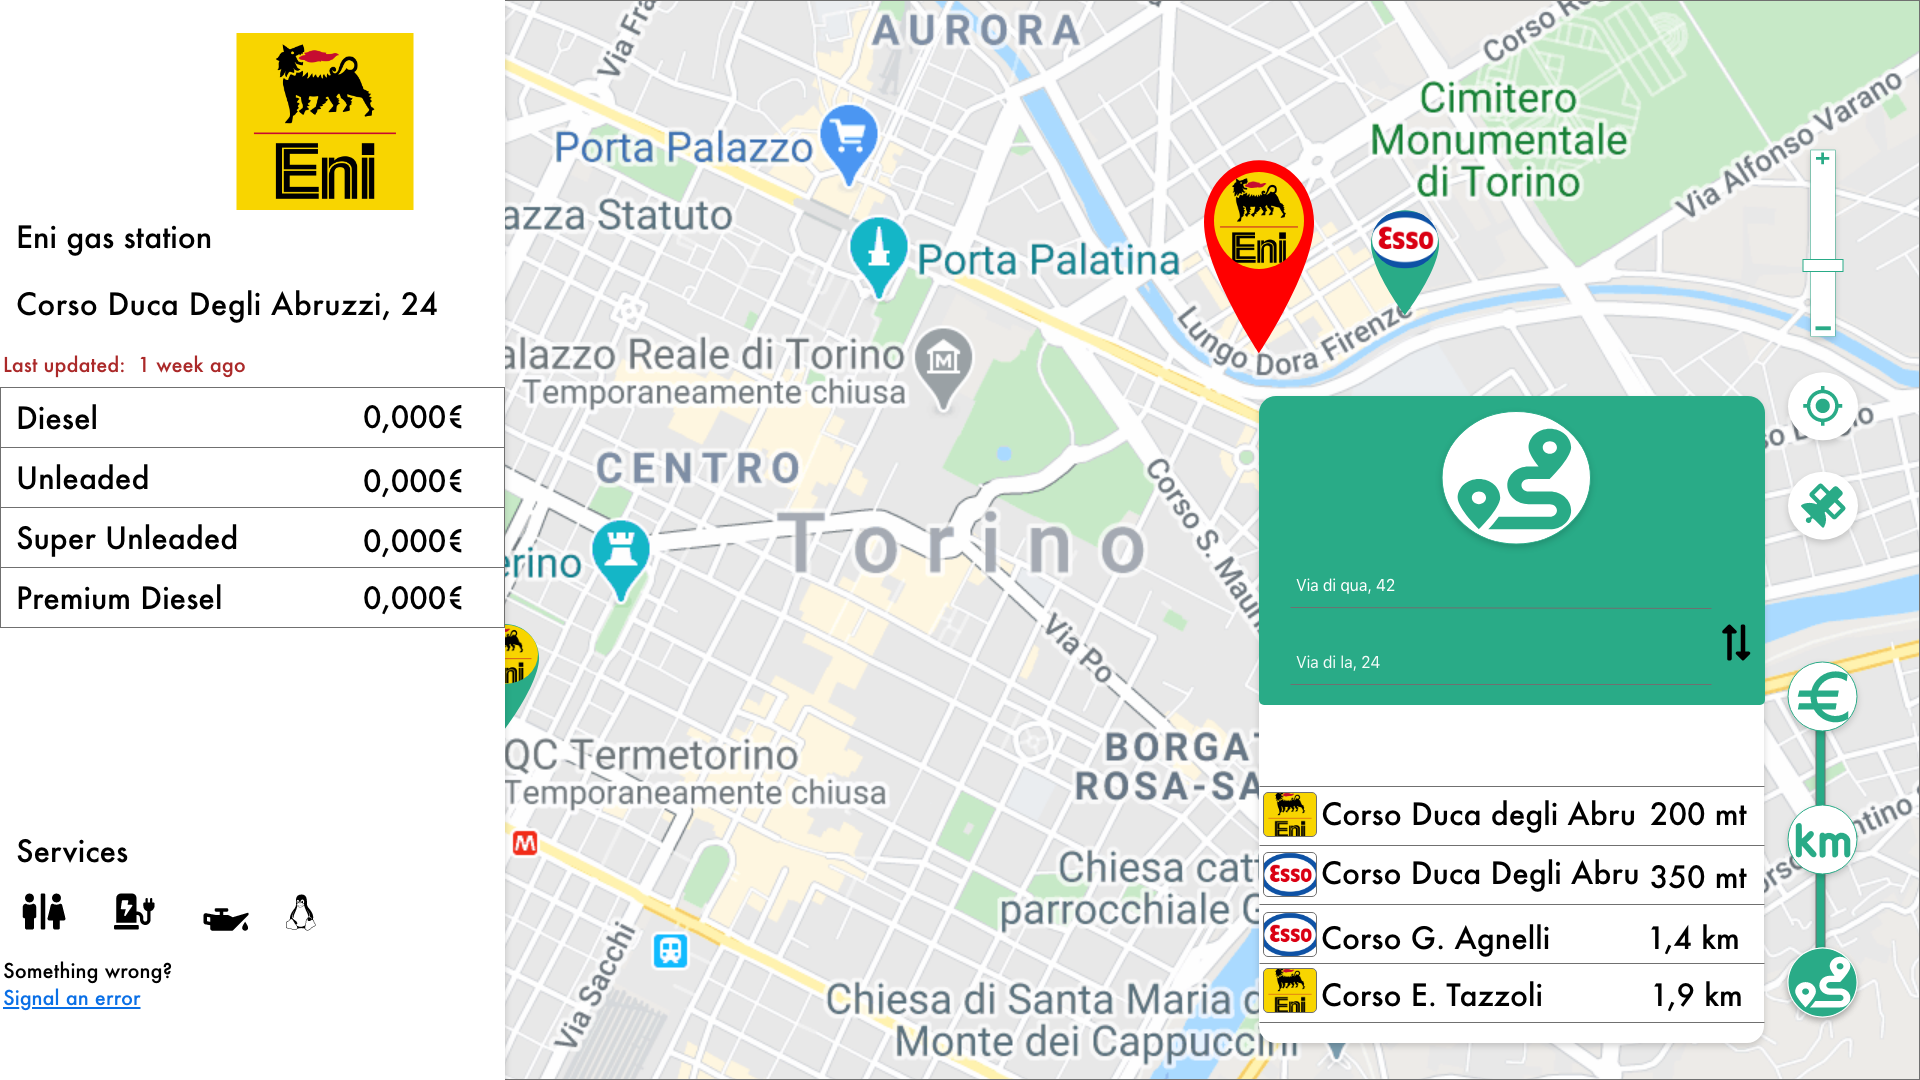 Eni
Eni gas station
Corso Duca Degli Abruzzi, 24
Last updated: 1 week ago
Diesel 0,000€
Unleaded 0,000€
Super Unleaded 0,000€
Premium Diesel 0,000€
Services
Something wrong?
Signal an error
AURORA
Via Fra
Corso Ro
Porta Palazzo
Cimitero
Monumentale
di Torino
Via Alfonso Varano
azza Statuto
Porta Palatina
Eni
Esso
Lungo Dora Firenze
alazzo Reale di Torino
Temporaneamente chiusa
M
CENTRO
Torino
erino
Corso S. Mauri
Via Po
ni
QC Termetorino
Temporaneamente chiusa
BORGAT
ROSA-SA
M
Chiesa catt
parrocchiale G
Via Sacchi
Chiesa di Santa Maria d
Monte dei Cappuccini
+
−
Via di qua, 42
Via di la, 24
Eni Corso Duca degli Abru 200 mt
Esso Corso Duca Degli Abru 350 mt
Esso Corso G. Agnelli 1,4 km
Eni Corso E. Tazzoli 1,9 km
€
km